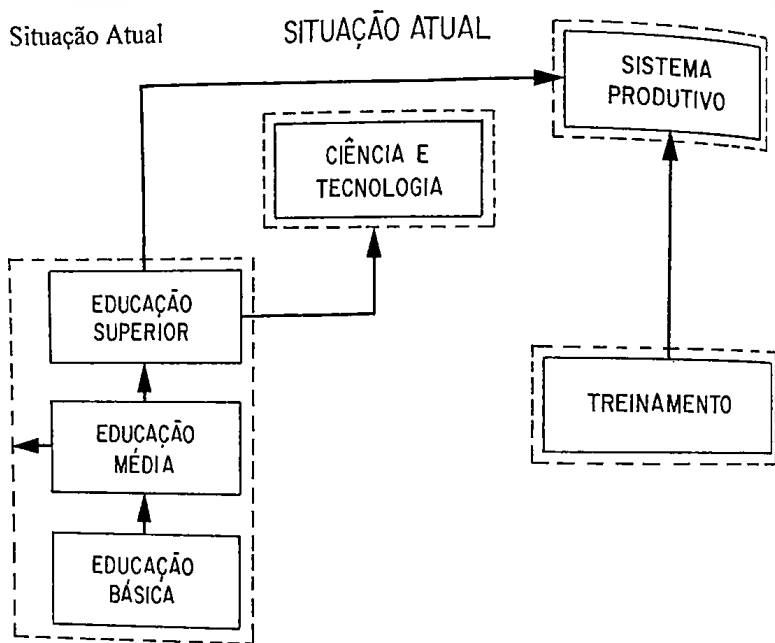 Situação Atual
SITUAÇÃO ATUAL
SISTEMA
PRODUTIVO
CIÊNCIA E
TECNOLOGIA
EDUCAÇÃO
SUPERIOR
TREINAMENTO
EDUCAÇÃO
MÉDIA
EDUCAÇÃO
BÁSICA